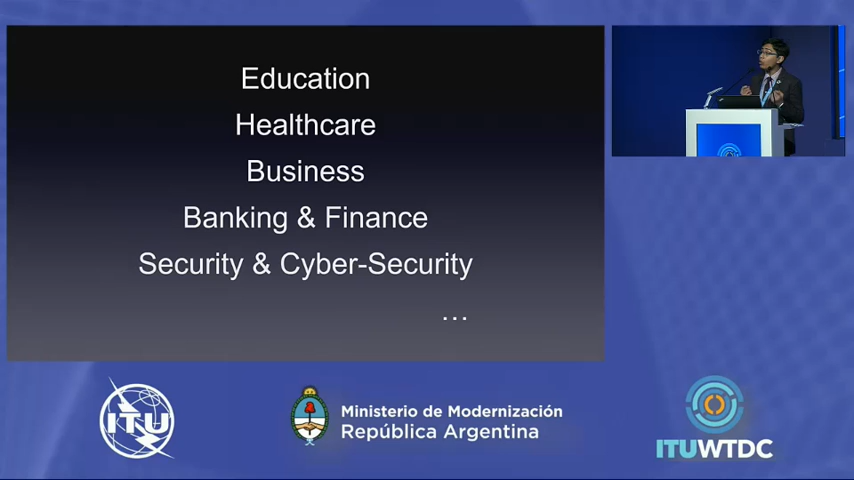 Education
Healthcare
Business
Banking & Finance
Security & Cyber-Security
...
ITU
Ministerio de Modernización
República Argentina
ITUWTDC